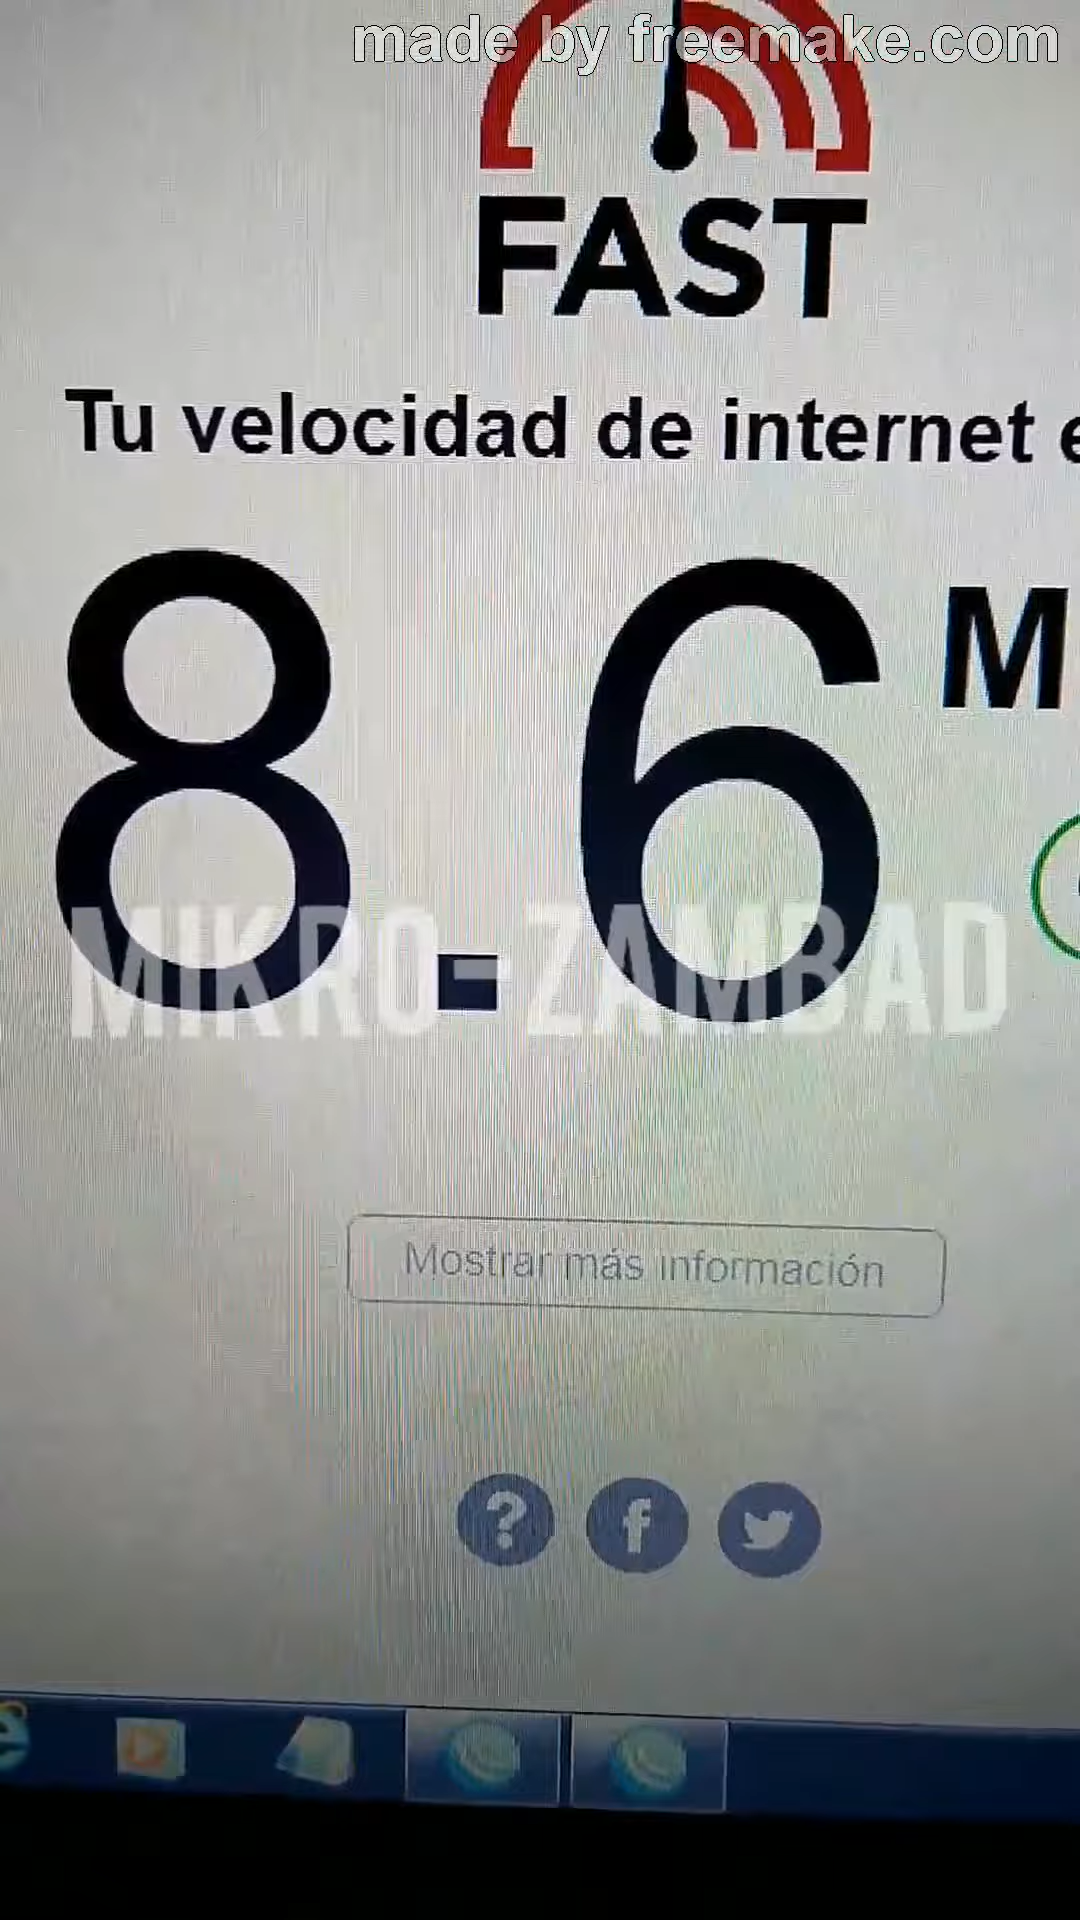 made by freemake.com
FAST
Tu velocidad de internet e
8.6 M
MIKRO-ZAMBAD
Mostrar más información